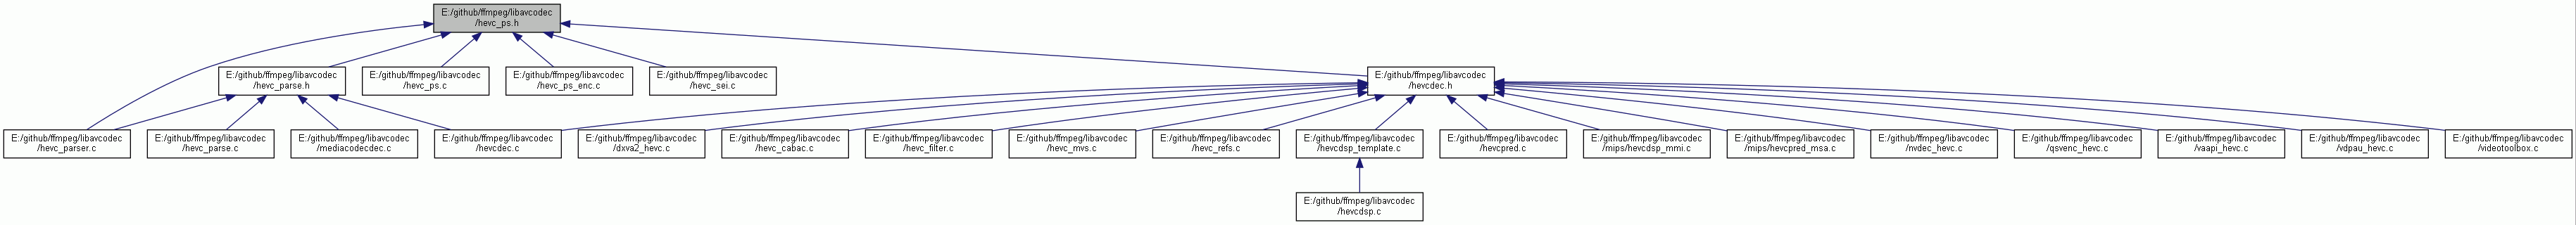 E:/github/ffmpeg/libavcodec
/hevc_ps.h
E:/github/ffmpeg/libavcodec
/hevc_parse.h
E:/github/ffmpeg/libavcodec
/hevc_ps.c
E:/github/ffmpeg/libavcodec
/hevc_ps_enc.c
E:/github/ffmpeg/libavcodec
/hevc_sei.c
E:/github/ffmpeg/libavcodec
/hevcdec.h
E:/github/ffmpeg/libavcodec
/hevc_parser.c
E:/github/ffmpeg/libavcodec
/hevc_parse.c
E:/github/ffmpeg/libavcodec
/mediacodecdec.c
E:/github/ffmpeg/libavcodec
/hevcdec.c
E:/github/ffmpeg/libavcodec
/dxva2_hevc.c
E:/github/ffmpeg/libavcodec
/hevc_cabac.c
E:/github/ffmpeg/libavcodec
/hevc_filter.c
E:/github/ffmpeg/libavcodec
/hevc_mvs.c
E:/github/ffmpeg/libavcodec
/hevc_refs.c
E:/github/ffmpeg/libavcodec
/hevcdsp_template.c
E:/github/ffmpeg/libavcodec
/hevcpred.c
E:/github/ffmpeg/libavcodec
/mips/hevcdsp_mmi.c
E:/github/ffmpeg/libavcodec
/mips/hevcpred_msa.c
E:/github/ffmpeg/libavcodec
/nvdec_hevc.c
E:/github/ffmpeg/libavcodec
/qsvenc_hevc.c
E:/github/ffmpeg/libavcodec
/vaapi_hevc.c
E:/github/ffmpeg/libavcodec
/vdpau_hevc.c
E:/github/ffmpeg/libavcodec
/videotoolbox.c
E:/github/ffmpeg/libavcodec
/hevcdsp.c